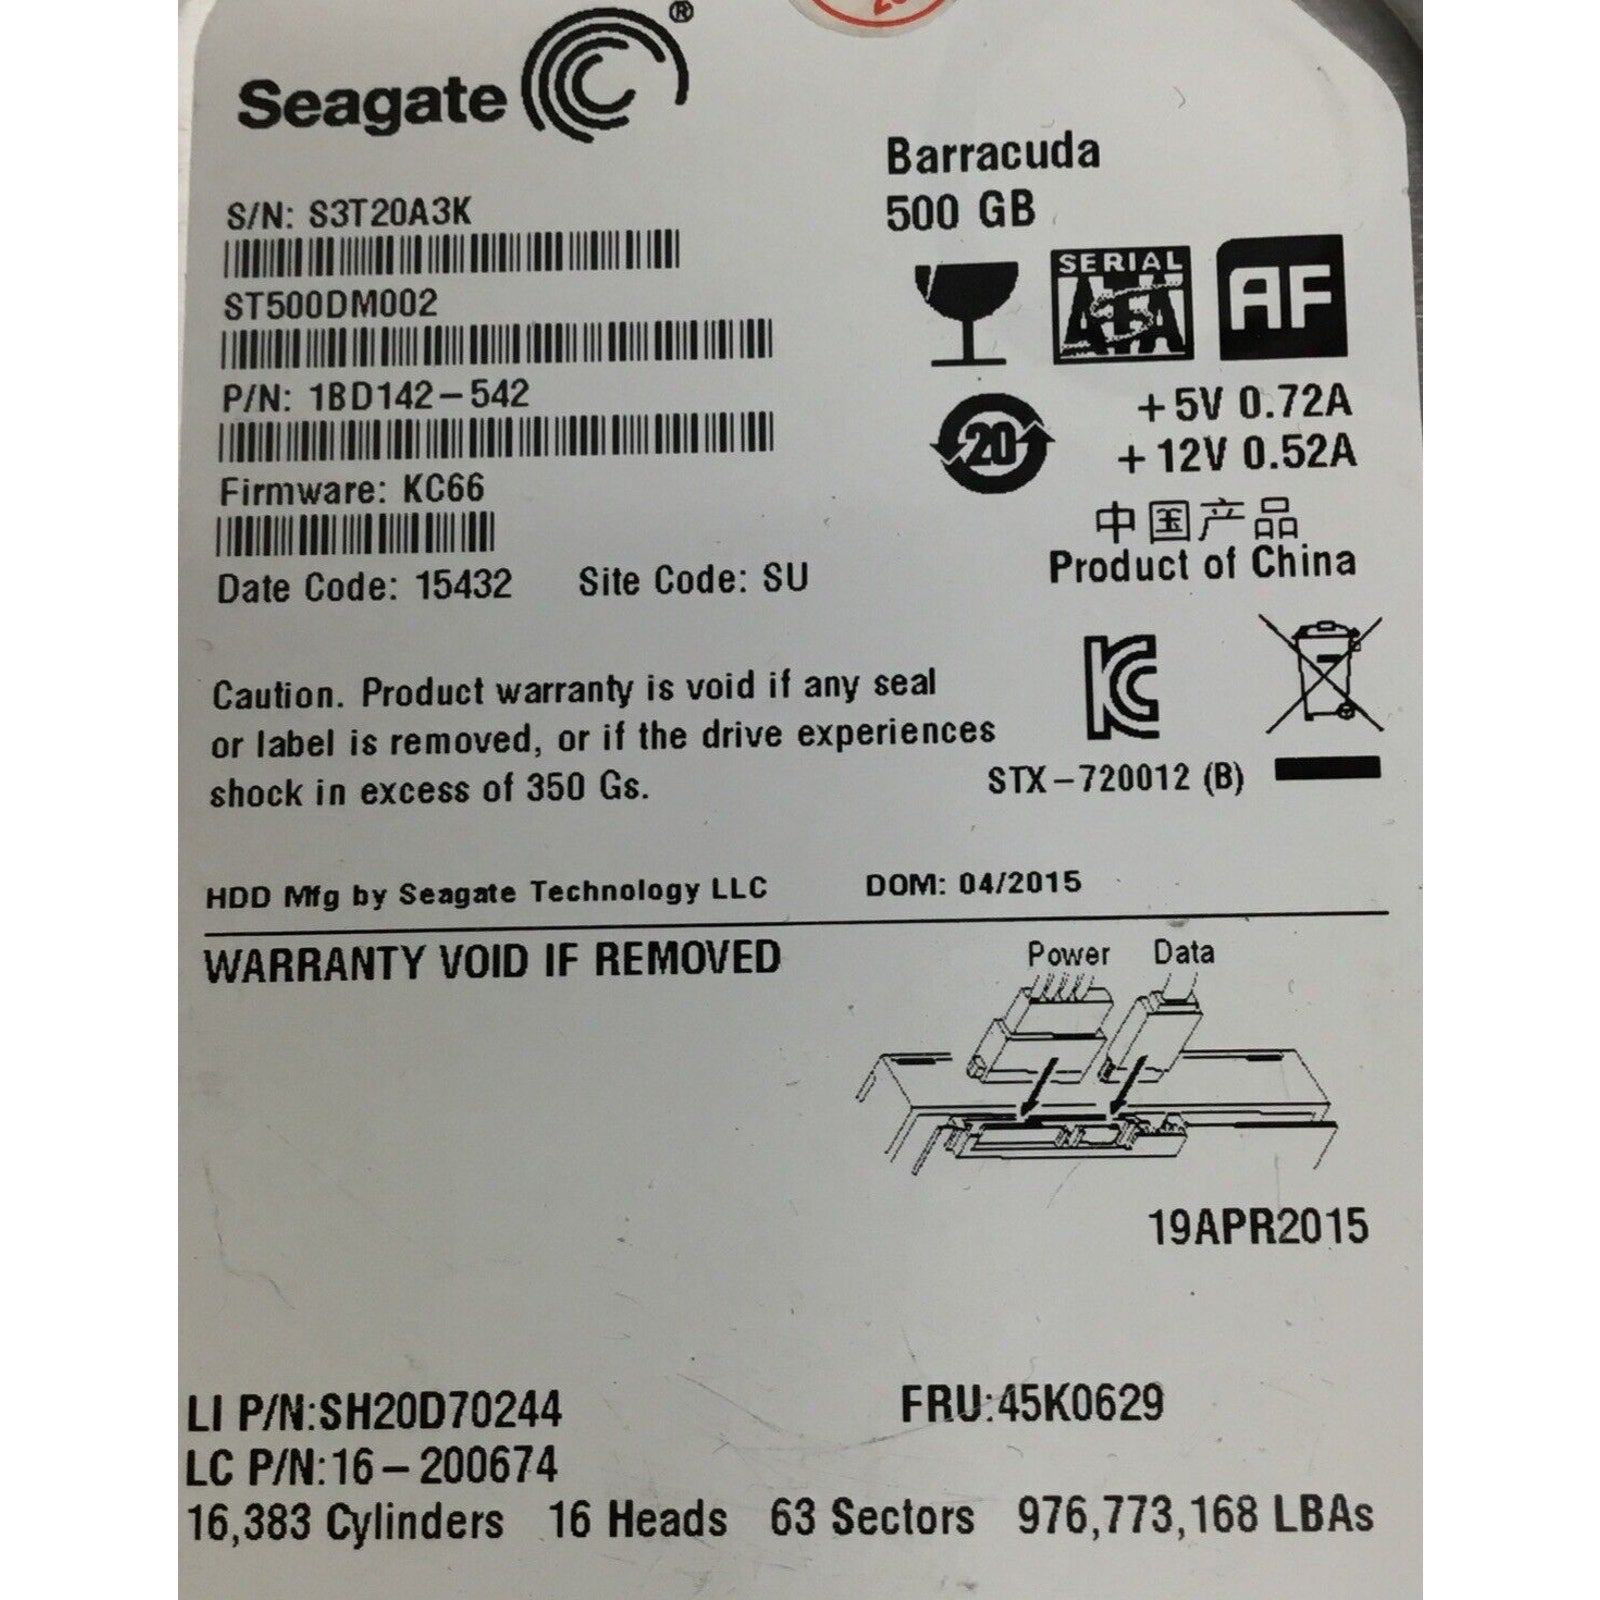 Seagate®
Barracuda
500 GB
S/N: S3T20A3K
ST500DM002
P/N: 1BD142-542
Firmware: KC66
Date Code: 15432 Site Code: SU
SERIAL
ATA
AF
20
+5V 0.72A
+12V 0.52A
中国产品
Product of China
Caution. Product warranty is void if any seal
or label is removed, or if the drive experiences
shock in excess of 350 Gs.
STX-720012 (B)
HDD Mfg by Seagate Technology LLC DOM: 04/2015
WARRANTY VOID IF REMOVED
Power Data
19APR2015
LI P/N:SH20D70244
FRU:45K0629
LC P/N:16-200674
16,383 Cylinders 16 Heads 63 Sectors 976,773,168 LBAs